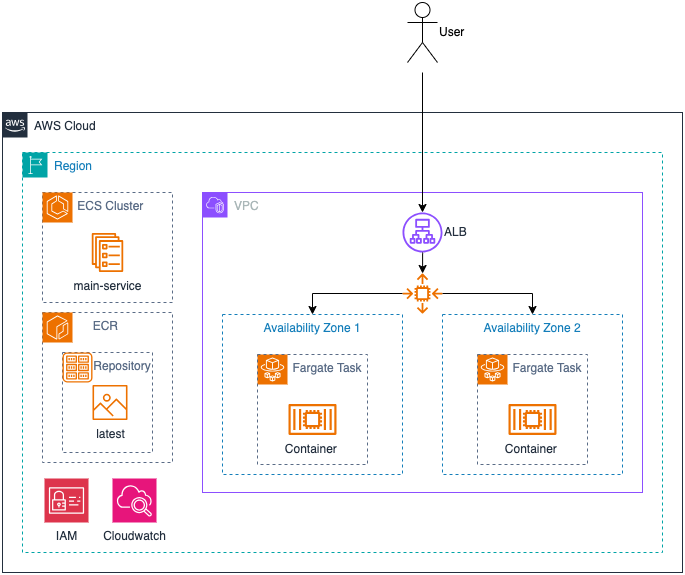 User
aws
AWS Cloud
Region
ECS Cluster
main-service
VPC
ALB
ECR
Repository
latest
Availability Zone 1
Fargate Task
Container
Availability Zone 2
Fargate Task
Container
IAM
Cloudwatch